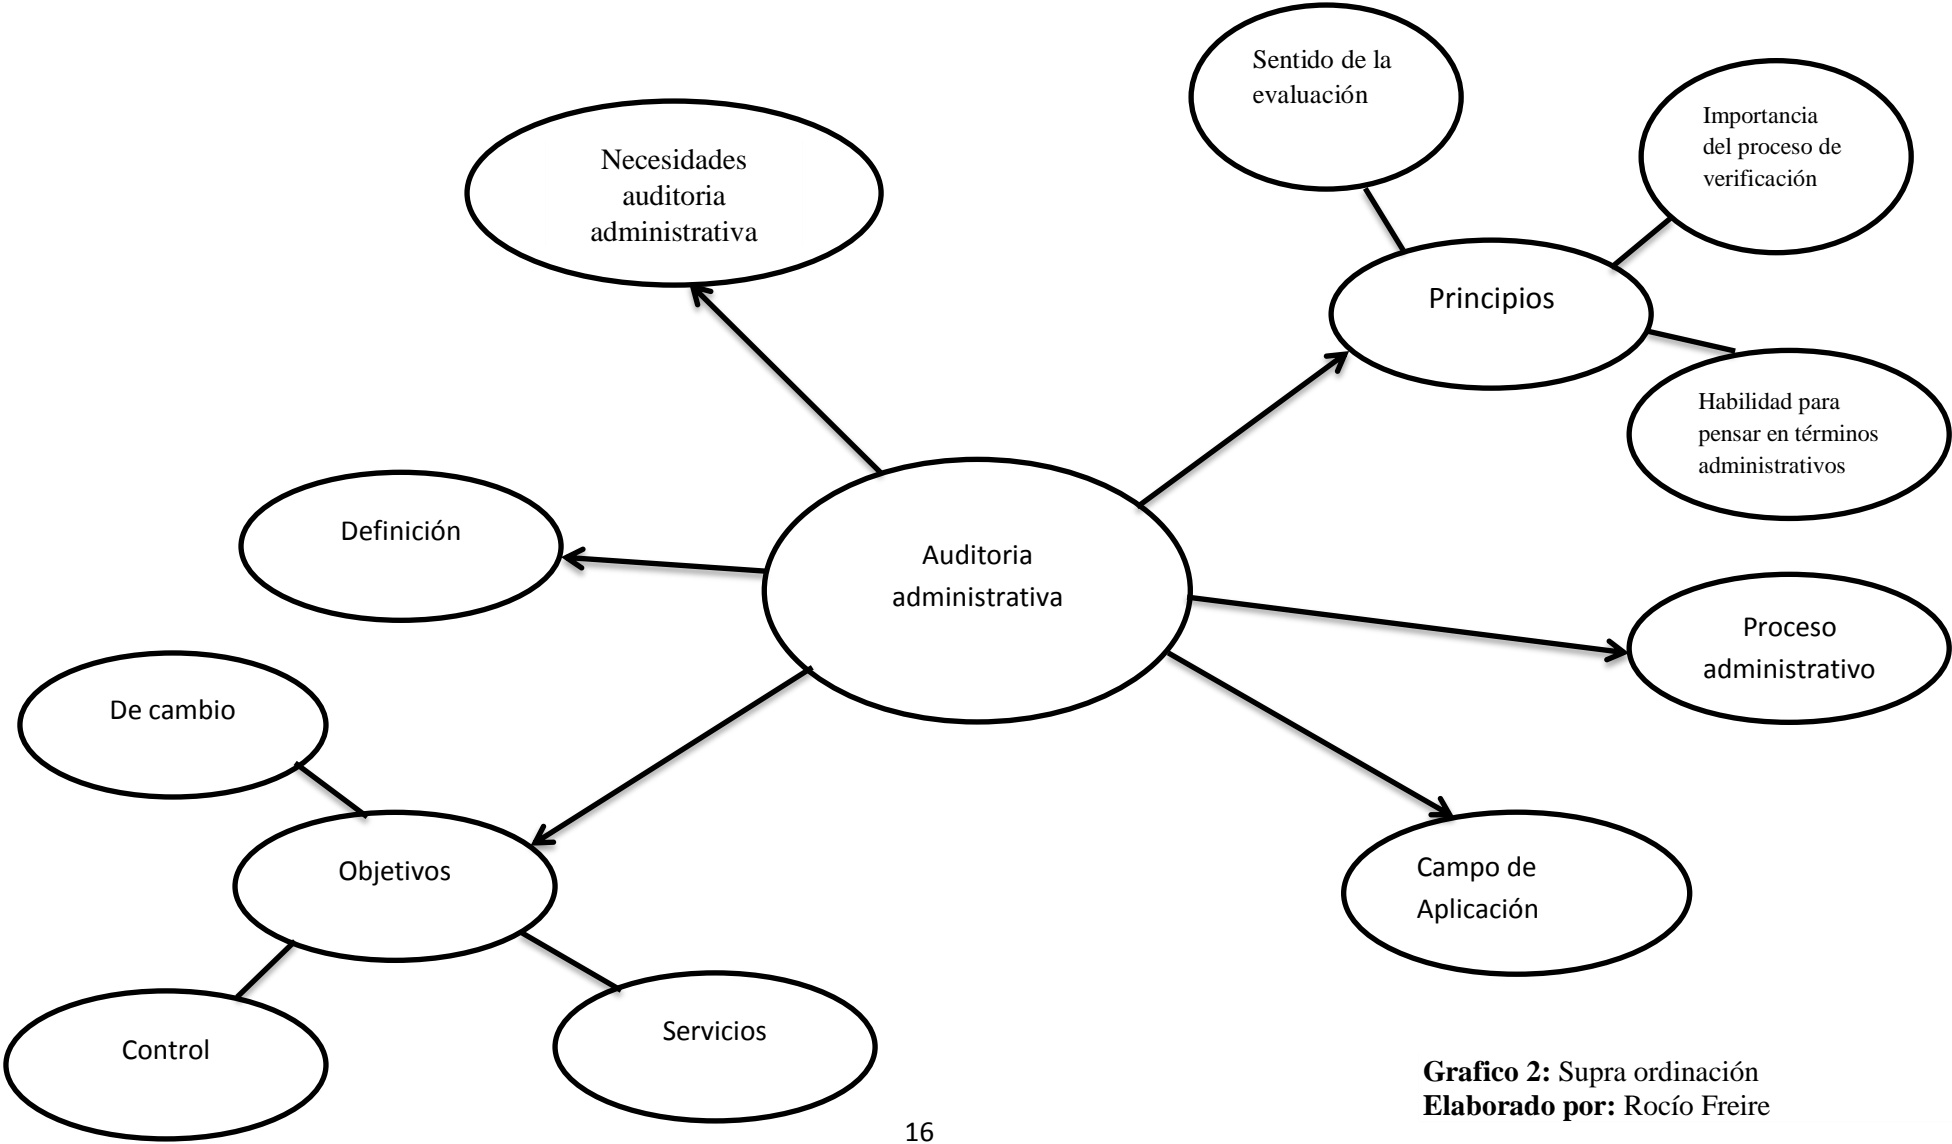 Sentido de la
evaluación
Importancia
del proceso de
verificación
Necesidades
auditoria
administrativa
Principios
Habilidad para
pensar en términos
administrativos
Definición
Auditoria
administrativa
Proceso
administrativo
De cambio
Objetivos
Campo de
Aplicación
Control
Servicios
Grafico 2: Supra ordinación
Elaborado por: Rocío Freire
16